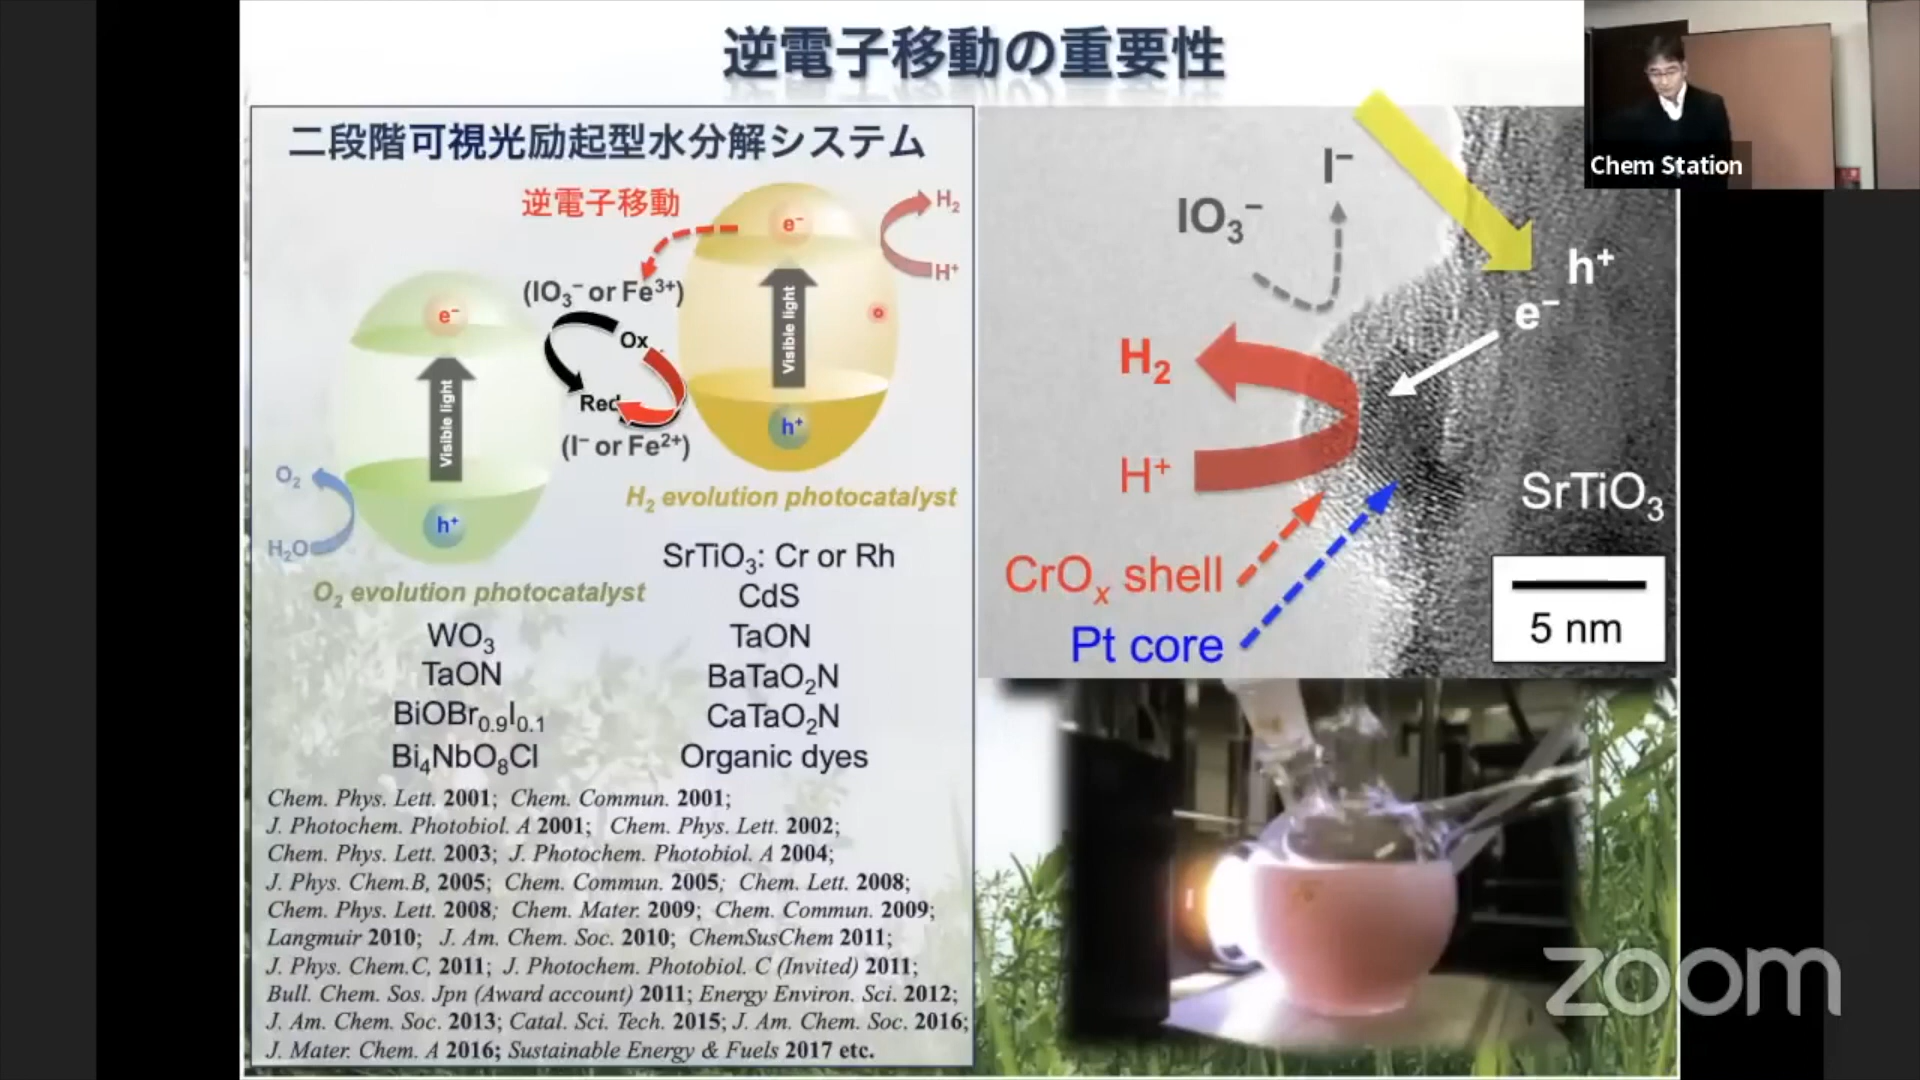 逆電子移動の重要性
Chem Station
二段階可視光励起型水分解システム
逆電子移動
e⁻
H₂
H⁺
(IO₃⁻ or Fe³⁺)
Visible light
e⁻
Ox
Red
Visible light
h⁺
(I⁻ or Fe²⁺)
O₂
H₂O
h⁺
H₂ evolution photocatalyst
O₂ evolution photocatalyst
SrTiO₃: Cr or Rh
CdS
TaON
BaTaO₂N
CaTaO₂N
Organic dyes
WO₃
TaON
BiOBr₀.₉I₀.₁
Bi₄NbO₈Cl
Chem. Phys. Lett. 2001; Chem. Commun. 2001;
J. Photochem. Photobiol. A 2001; Chem. Phys. Lett. 2002;
Chem. Phys. Lett. 2003; J. Photochem. Photobiol. A 2004;
J. Phys. Chem.B, 2005; Chem. Commun. 2005; Chem. Lett. 2008;
Chem. Phys. Lett. 2008; Chem. Mater. 2009; Chem. Commun. 2009;
Langmuir 2010; J. Am. Chem. Soc. 2010; ChemSusChem 2011;
J. Phys. Chem.C, 2011; J. Photochem. Photobiol. C (Invited) 2011;
Bull. Chem. Sos. Jpn (Award account) 2011; Energy Environ. Sci. 2012;
J. Am. Chem. Soc. 2013; Catal. Sci. Tech. 2015; J. Am. Chem. Soc. 2016;
J. Mater. Chem. A 2016; Sustainable Energy & Fuels 2017 etc.
I⁻
IO₃⁻
h⁺
e⁻
H₂
H⁺
SrTiO₃
CrOₓ shell
Pt core
5 nm
zoom